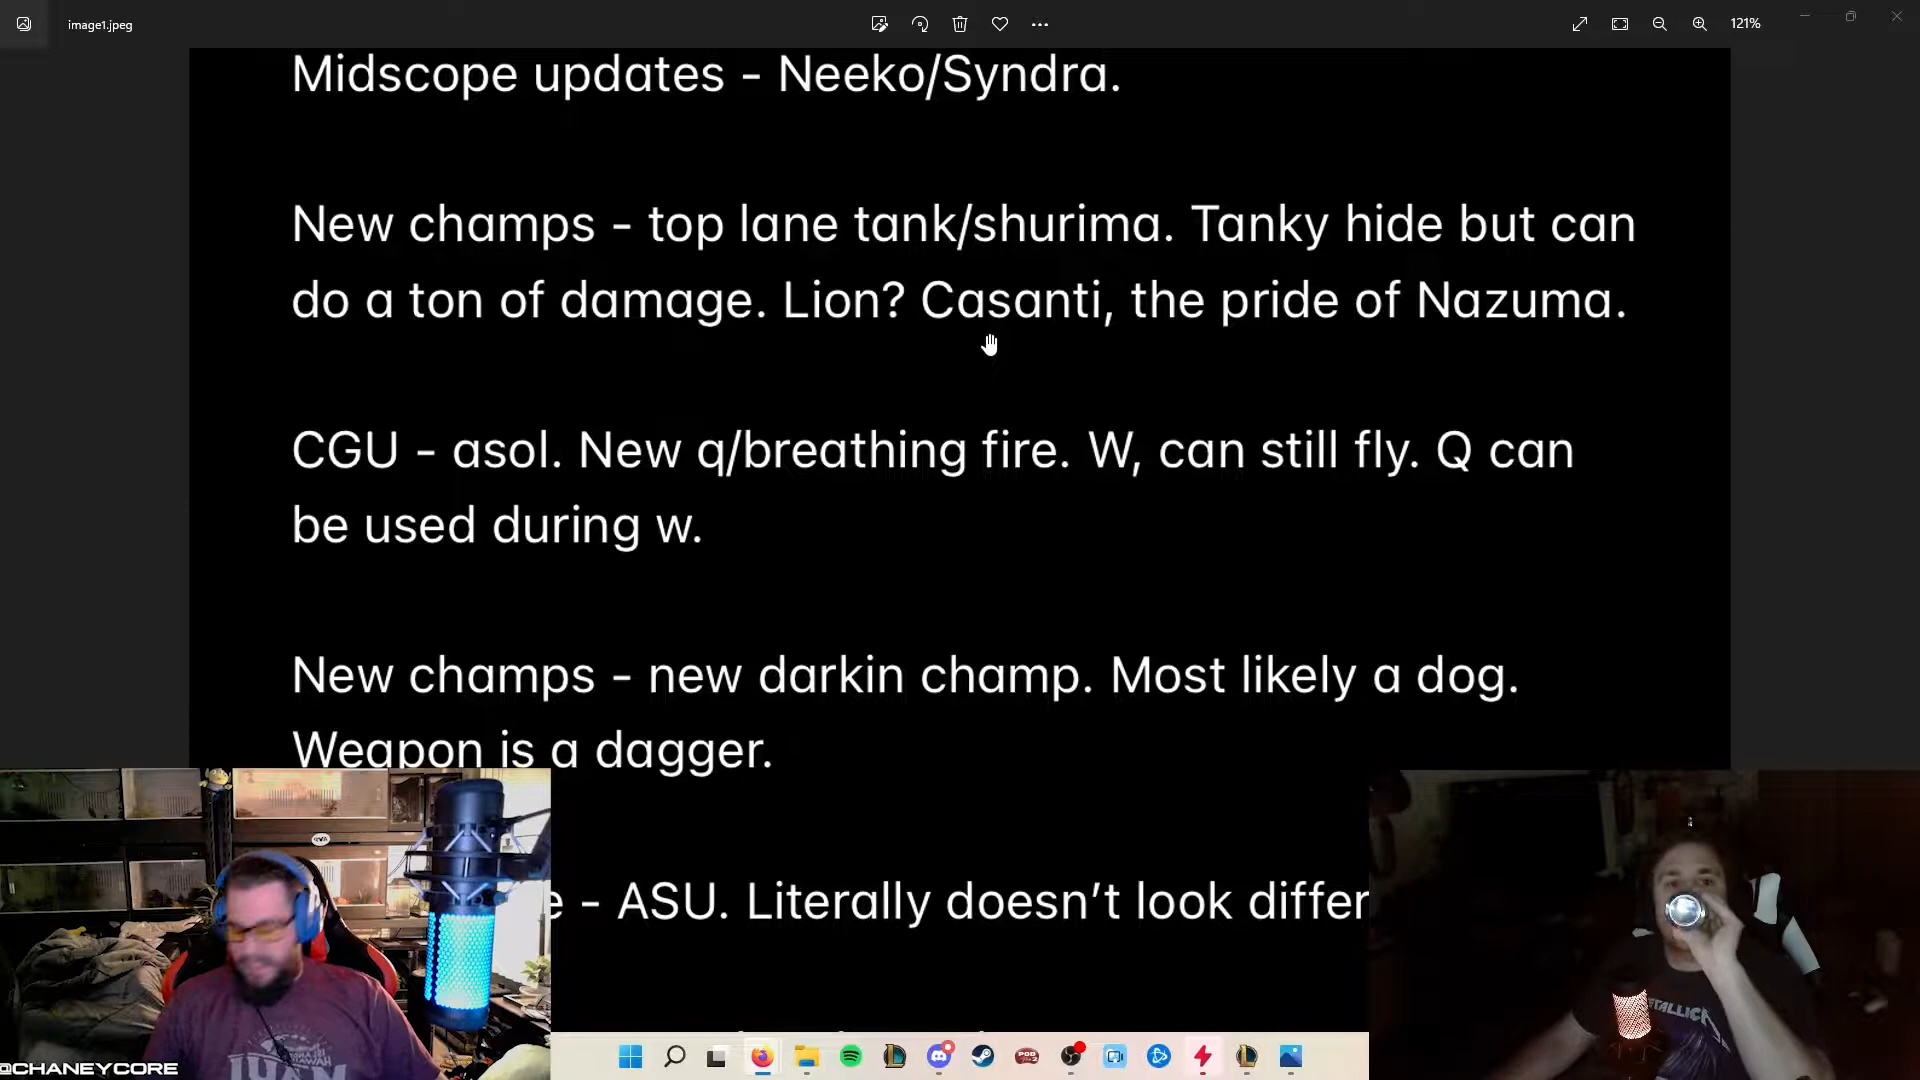 image1.jpeg
121%
Midscope updates - Neeko/Syndra.
New champs - top lane tank/shurima. Tanky hide but can
do a ton of damage. Lion? Casanti, the pride of Nazuma.
CGU - asol. New q/breathing fire. W, can still fly. Q can
be used during w.
New champs - new darkin champ. Most likely a dog.
Weapon is a dagger.
e - ASU. Literally doesn't look differ
@CHANEYCORE
METALLICA
MAUI